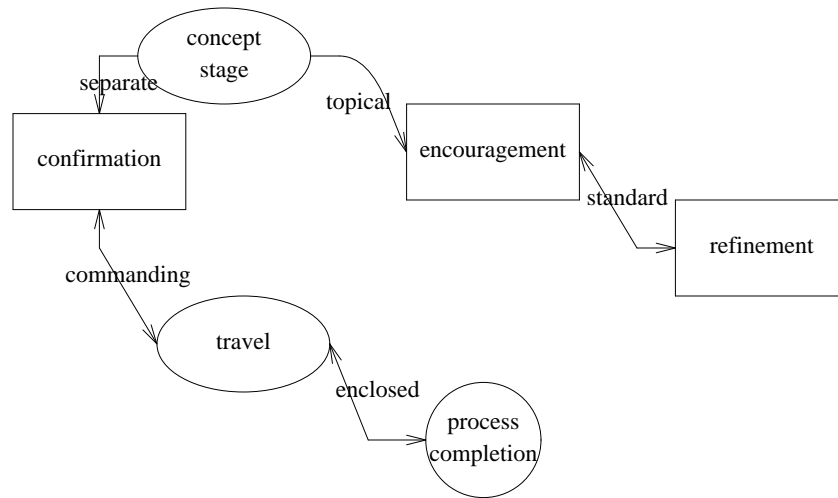 concept
stage
separate
topical
confirmation
encouragement
standard
refinement
commanding
travel
enclosed
process
completion